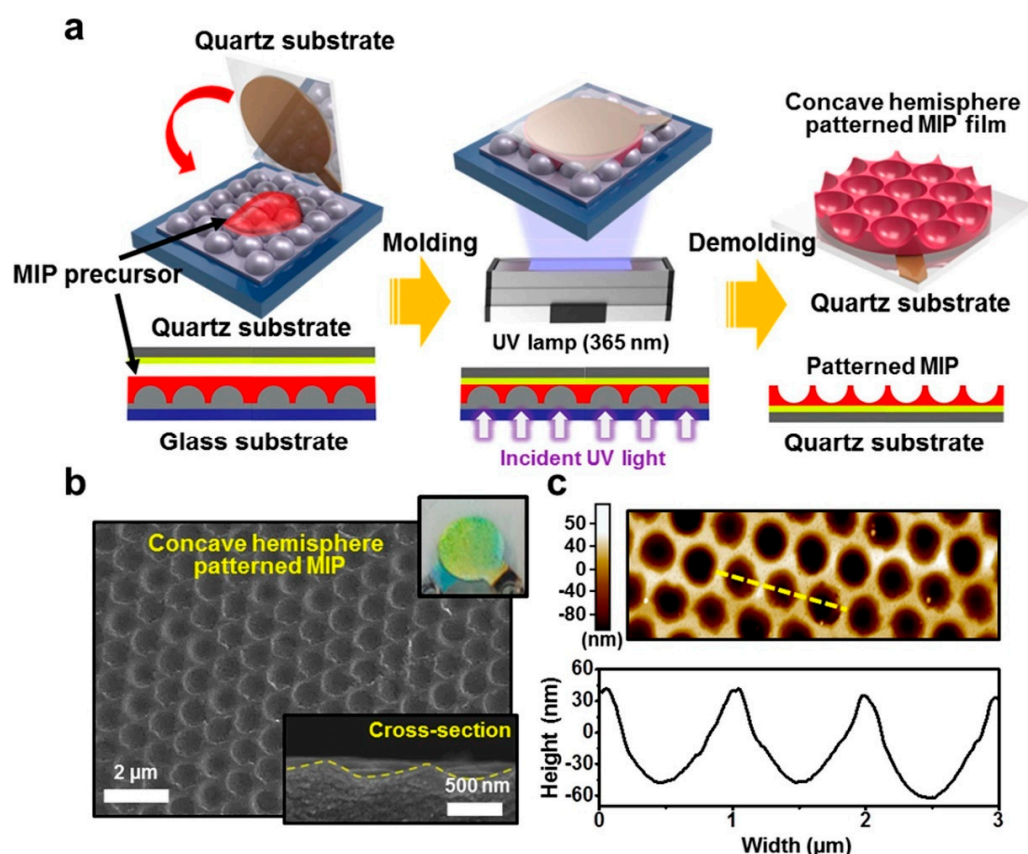 a
Quartz substrate
MIP precursor
Quartz substrate
Glass substrate
Molding
UV lamp (365 nm)
Incident UV light
Demolding
Concave hemisphere
patterned MIP film
Quartz substrate
Patterned MIP
Quartz substrate
b
Concave hemisphere
patterned MIP
2 μm
Cross-section
500 nm
c
50
40
0
-40
-80
(nm)
Height (nm)
60
30
0
-30
-60
0
1
2
3
Width (μm)